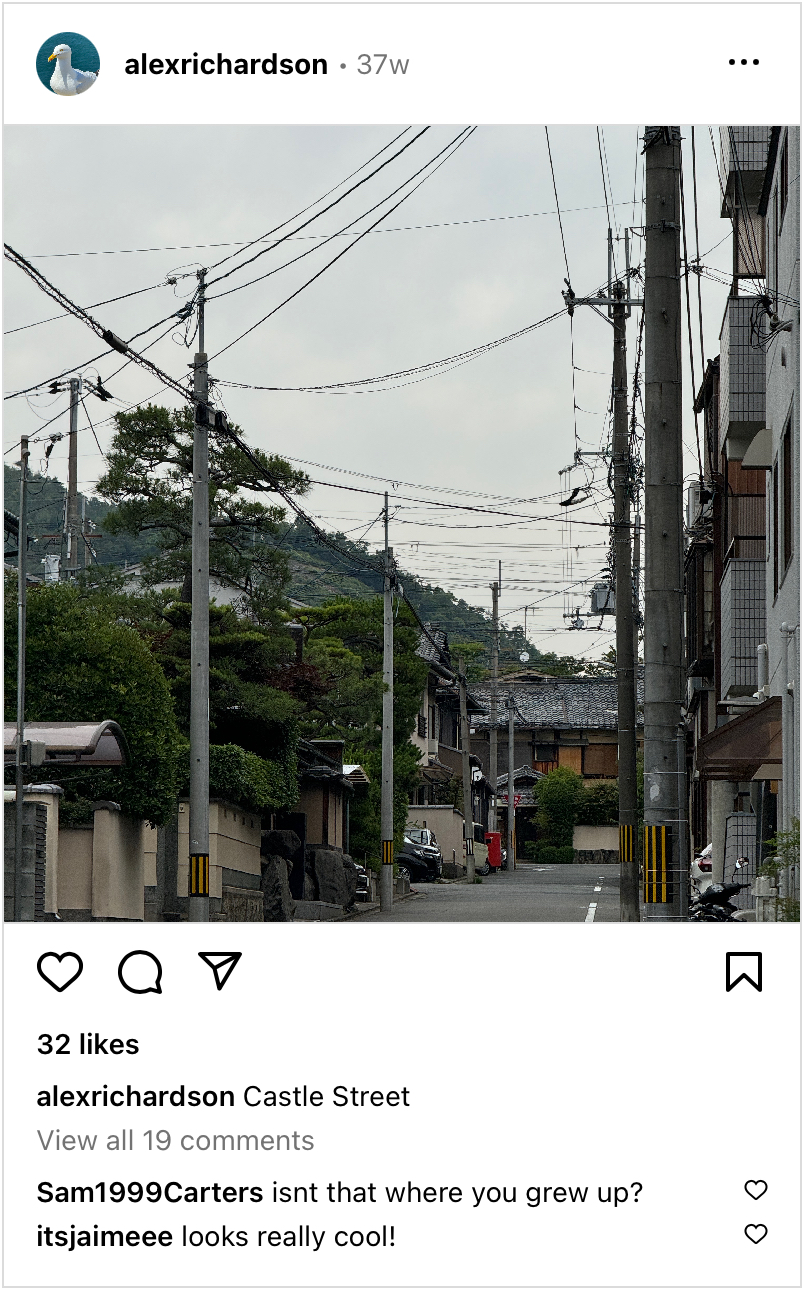 alexrichardson • 37w
32 likes
alexrichardson Castle Street
View all 19 comments
Sam1999Carters isnt that where you grew up?
itsjaimeee looks really cool!